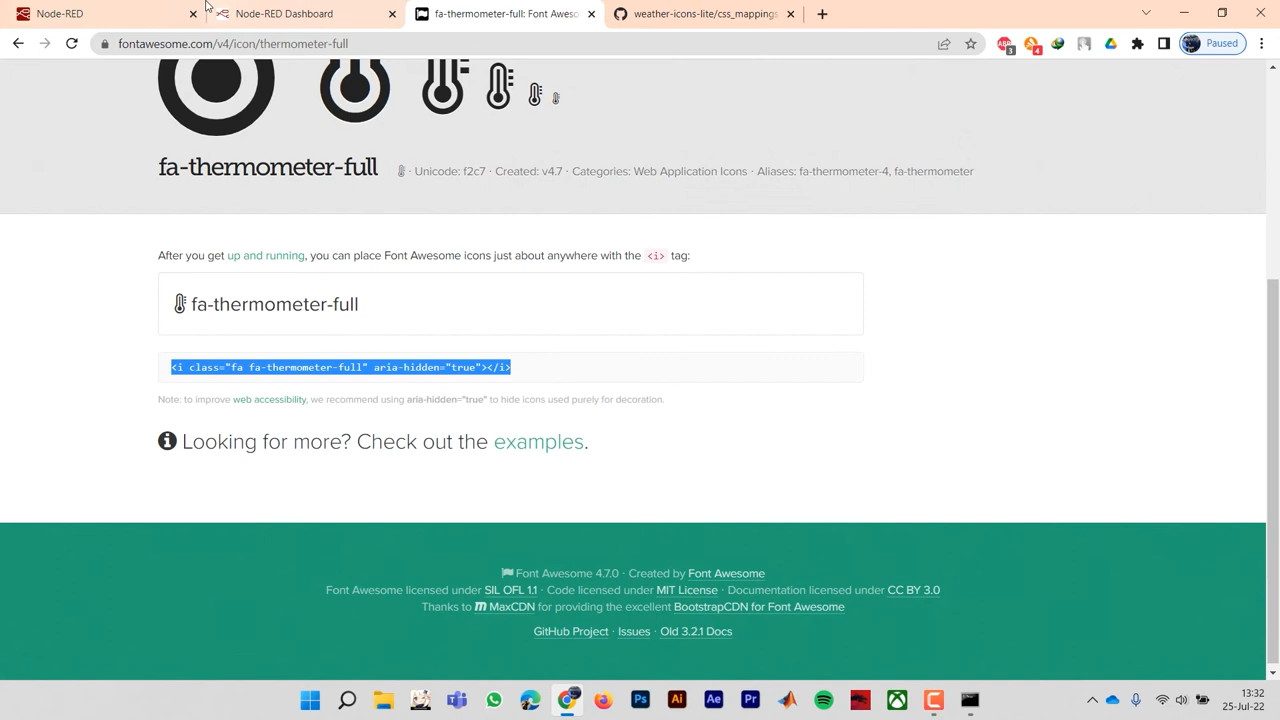 Node-RED
Node-RED Dashboard
fa-thermometer-full: Font Aweso
weather-icons-lite/css_mappings
fontawesome.com/v4/icon/thermometer-full
3
4
Paused
fa-thermometer-full
· Unicode: f2c7 · Created: v4.7 · Categories: Web Application Icons · Aliases: fa-thermometer-4, fa-thermometer
After you get up and running, you can place Font Awesome icons just about anywhere with the <i> tag:
fa-thermometer-full
<i class="fa fa-thermometer-full" aria-hidden="true"></i>
Note: to improve web accessibility, we recommend using aria-hidden="true" to hide icons used purely for decoration.
Looking for more? Check out the examples.
Font Awesome 4.7.0 · Created by Font Awesome
Font Awesome licensed under SIL OFL 1.1 · Code licensed under MIT License · Documentation licensed under CC BY 3.0
Thanks to MaxCDN for providing the excellent BootstrapCDN for Font Awesome
GitHub Project · Issues · Old 3.2.1 Docs
Ps
Ai
Ae
Pr
13:32
25-Jul-22